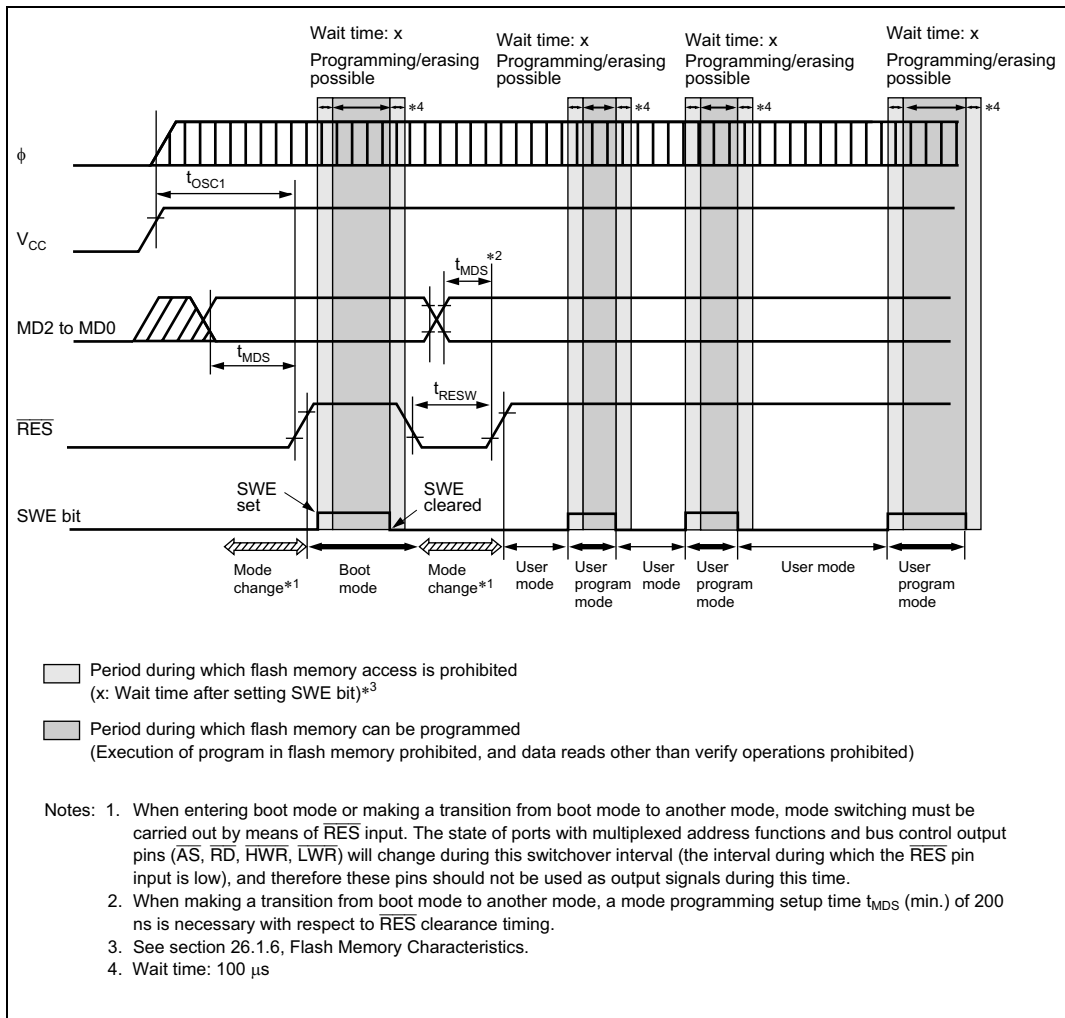 Wait time: x
Programming/erasing
possible
Wait time: x
Programming/erasing
possible
Wait time: x
Programming/erasing
possible
Wait time: x
Programming/erasing
possible
*4
*4
*4
*4
ϕ
tOSC1
VCC
tMDS*2
MD2 to MD0
tMDS
tRESW
RES
SWE
set
SWE
cleared
SWE bit
Mode
change*1
Boot
mode
Mode
change*1
User
mode
User
program
mode
User
mode
User
program
mode
User mode
User
program
mode
Period during which flash memory access is prohibited
(x: Wait time after setting SWE bit)*3
Period during which flash memory can be programmed
(Execution of program in flash memory prohibited, and data reads other than verify operations prohibited)
Notes: 1. When entering boot mode or making a transition from boot mode to another mode, mode switching must be
carried out by means of RES input. The state of ports with multiplexed address functions and bus control output
pins (AS, RD, HWR, LWR) will change during this switchover interval (the interval during which the RES pin
input is low), and therefore these pins should not be used as output signals during this time.
2. When making a transition from boot mode to another mode, a mode programming setup time tMDS (min.) of 200
ns is necessary with respect to RES clearance timing.
3. See section 26.1.6, Flash Memory Characteristics.
4. Wait time: 100 μs